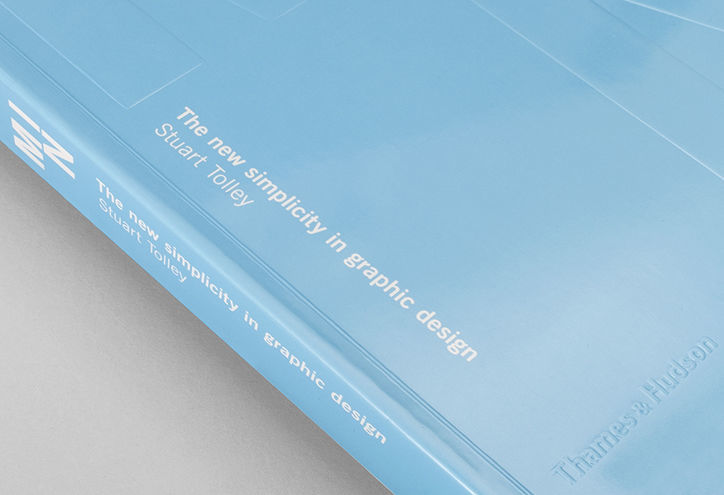 The new simplicity in graphic design
Stuart Tolley
The new simplicity in graphic design
Stuart Tolley
Thames & Hudson